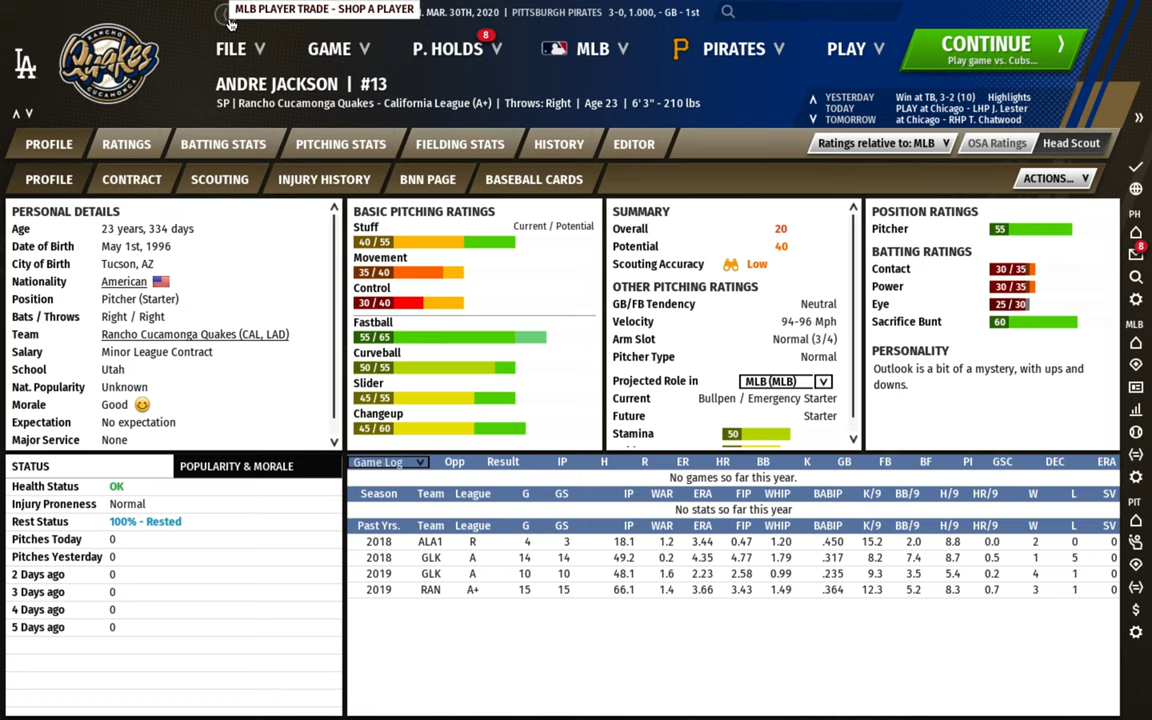 MLB PLAYER TRADE - SHOP A PLAYER
. MAR. 30TH, 2020 | PITTSBURGH PIRATES 3-0, 1.000, - GB - 1st
FILE GAME P. HOLDS 8 MLB PIRATES PLAY
CONTINUE
Play game vs. Cubs...
LA
RANCHO
Quakes
CUCAMONGA
ANDRE JACKSON | #13
SP | Rancho Cucamonga Quakes - California League (A+) | Throws: Right | Age 23 | 6' 3" - 210 lbs
YESTERDAY Win at TB, 3-2 (10) Highlights
TODAY PLAY at Chicago - LHP J. Lester
TOMORROW at Chicago - RHP T. Chatwood
PROFILE RATINGS BATTING STATS PITCHING STATS FIELDING STATS HISTORY EDITOR
Ratings relative to: MLB OSA Ratings Head Scout
PROFILE CONTRACT SCOUTING INJURY HISTORY BNN PAGE BASEBALL CARDS
ACTIONS...
PERSONAL DETAILS
Age 23 years, 334 days
Date of Birth May 1st, 1996
City of Birth Tucson, AZ
Nationality American
Position Pitcher (Starter)
Bats / Throws Right / Right
Team Rancho Cucamonga Quakes (CAL, LAD)
Salary Minor League Contract
School Utah
Nat. Popularity Unknown
Morale Good
Expectation No expectation
Major Service None
BASIC PITCHING RATINGS
Stuff Current / Potential
40 / 55
Movement
35 / 40
Control
30 / 40
Fastball
55 / 65
Curveball
50 / 55
Slider
45 / 55
Changeup
45 / 60
SUMMARY
Overall 20
Potential 40
Scouting Accuracy Low
OTHER PITCHING RATINGS
GB/FB Tendency Neutral
Velocity 94-96 Mph
Arm Slot Normal (3/4)
Pitcher Type Normal
Projected Role in MLB (MLB)
Current Bullpen / Emergency Starter
Future Starter
Stamina 50
POSITION RATINGS
Pitcher 55
BATTING RATINGS
Contact 30 / 35
Power 30 / 35
Eye 25 / 30
Sacrifice Bunt 60
PERSONALITY
Outlook is a bit of a mystery, with ups and
downs.
PH
8
MLB
PIT
STATUS POPULARITY & MORALE
Health Status OK
Injury Proneness Normal
Rest Status 100% - Rested
Pitches Today 0
Pitches Yesterday 0
2 Days ago 0
3 Days ago 0
4 Days ago 0
5 Days ago 0
Game Log Opp Result IP H R ER HR BB K GB FB BF PI GSC DEC ERA
No games so far this year.
Season Team League G GS IP WAR ERA FIP WHIP BABIP K/9 BB/9 H/9 HR/9 W L SV
No stats so far this year
Past Yrs. Team League G GS IP WAR ERA FIP WHIP BABIP K/9 BB/9 H/9 HR/9 W L SV
2018 ALA1 R 4 3 18.1 1.2 3.44 0.47 1.20 .450 15.2 2.0 8.8 0.0 2 0 0
2018 GLK A 14 14 49.2 0.2 4.35 4.77 1.79 .317 8.2 7.4 8.7 0.5 1 5 0
2019 GLK A 10 10 48.1 1.6 2.23 2.58 0.99 .235 9.3 3.5 5.4 0.2 4 1 0
2019 RAN A+ 15 15 66.1 1.4 3.66 3.43 1.49 .364 12.3 5.2 8.3 0.7 3 1 0